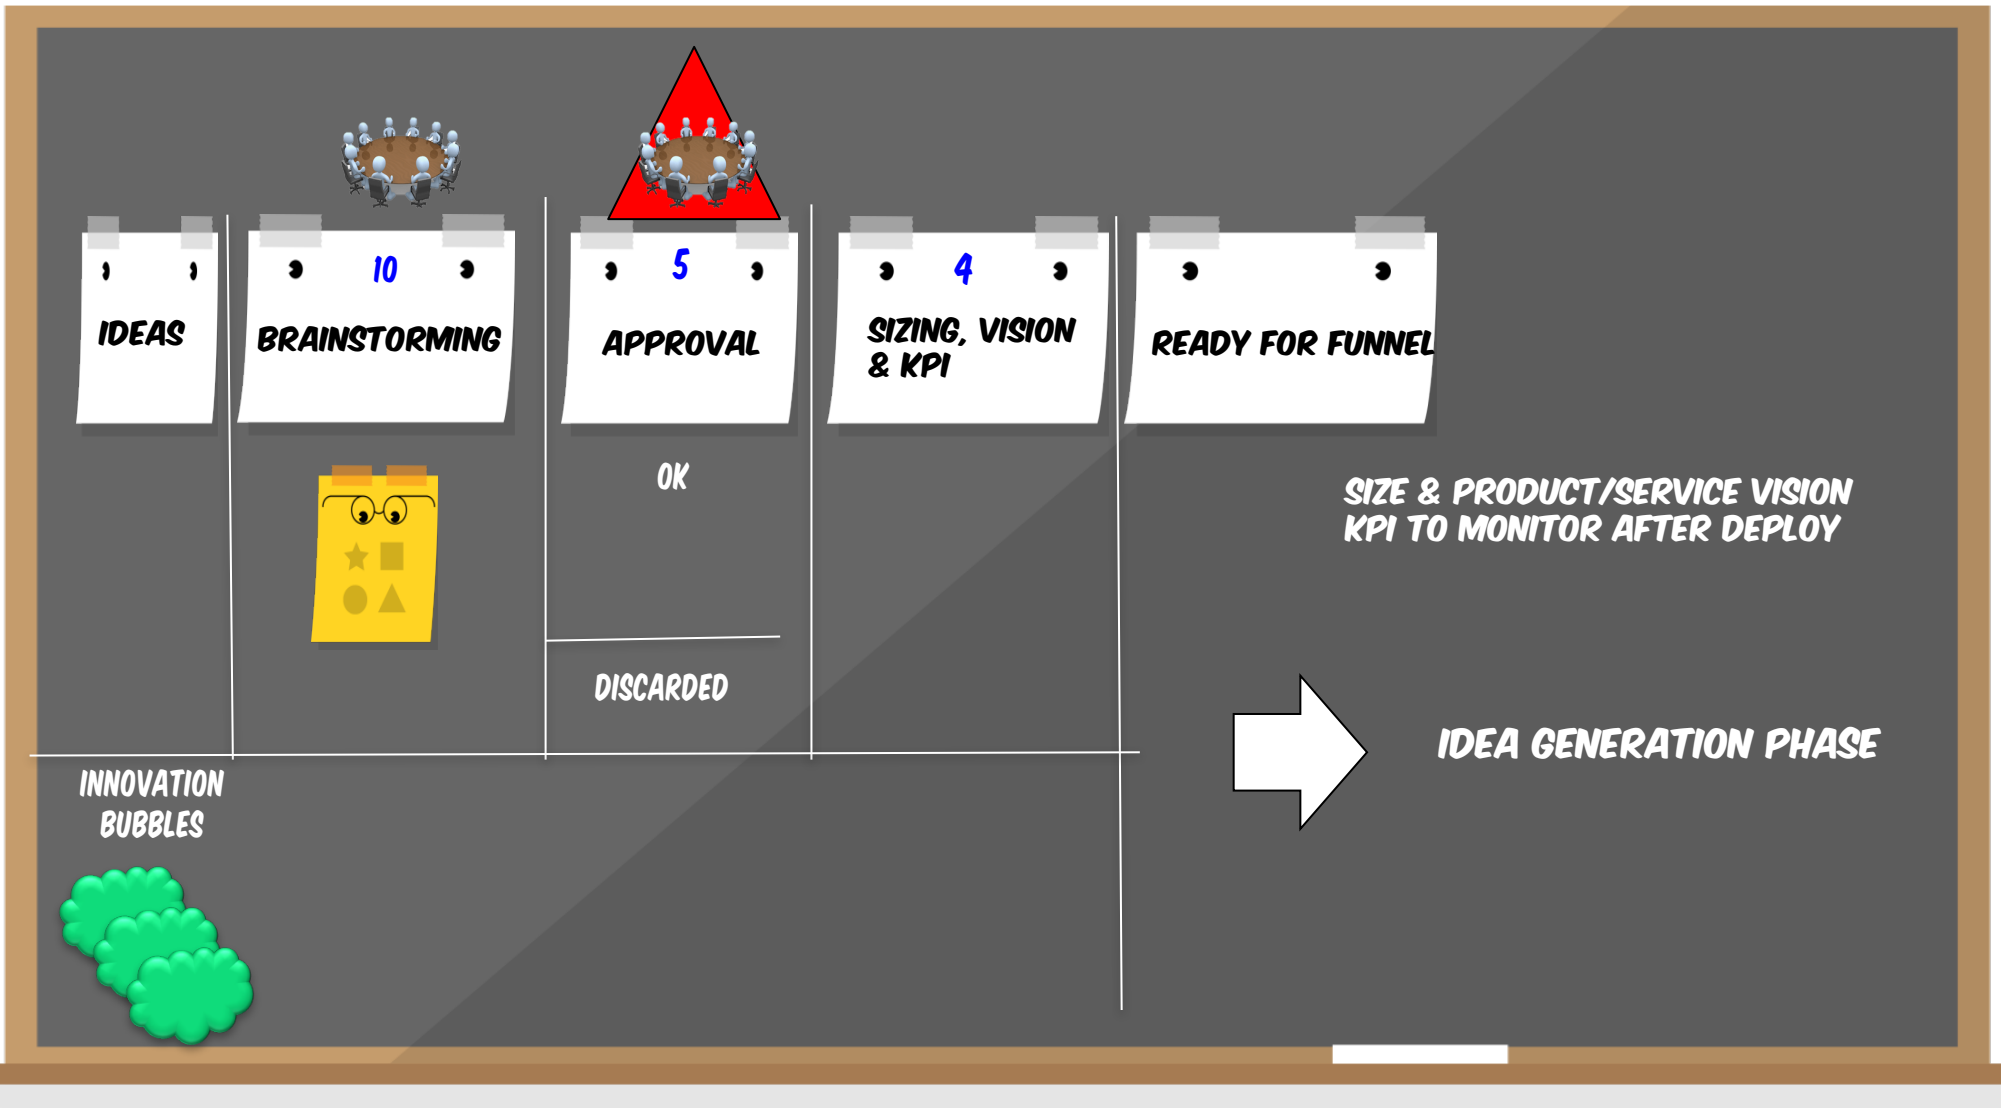 10
5
4
IDEAS
BRAINSTORMING
APPROVAL
SIZING, VISION
& KPI
READY FOR FUNNEL
OK
SIZE & PRODUCT/SERVICE VISION
KPI TO MONITOR AFTER DEPLOY
DISCARDED
IDEA GENERATION PHASE
INNOVATION
BUBBLES